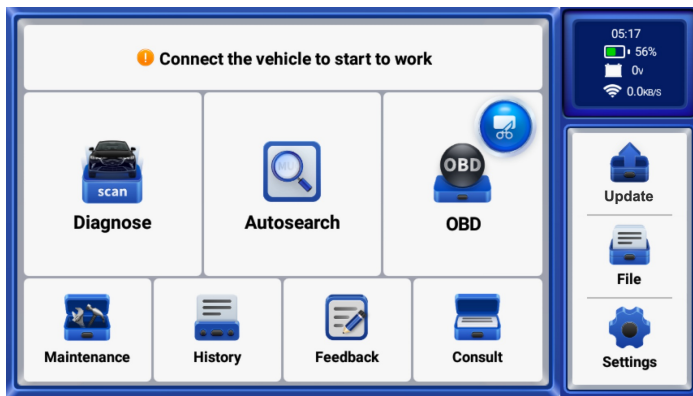 Connect the vehicle to start to work
05:17
56%
0V
0.0KB/S
scan
Diagnose
Autosearch
OBD
OBD
Update
File
Settings
Maintenance
History
Feedback
Consult